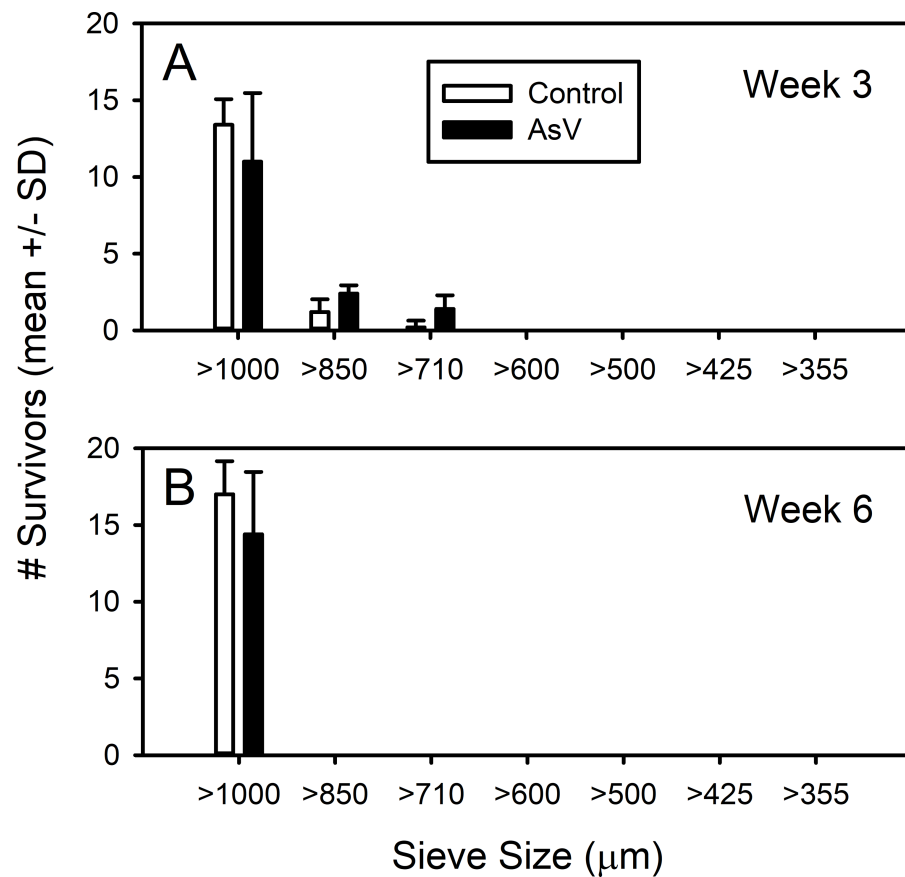 # Survivors (mean +/- SD)
A
Week 3
Control
AsV
20
15
10
5
0
>1000 >850 >710 >600 >500 >425 >355
B
Week 6
20
15
10
5
0
>1000 >850 >710 >600 >500 >425 >355
Sieve Size (μm)